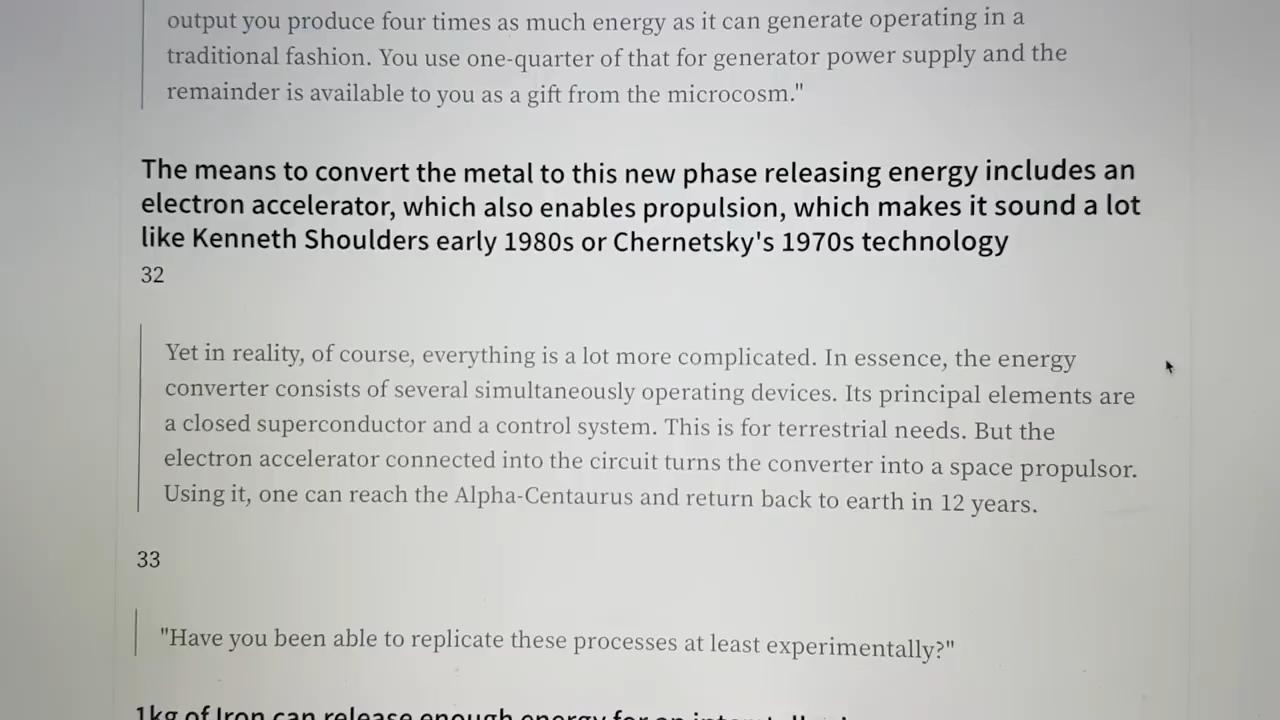 output you produce four times as much energy as it can generate operating in a
traditional fashion. You use one-quarter of that for generator power supply and the
remainder is available to you as a gift from the microcosm."
The means to convert the metal to this new phase releasing energy includes an
electron accelerator, which also enables propulsion, which makes it sound a lot
like Kenneth Shoulders early 1980s or Chernetsky's 1970s technology
32
Yet in reality, of course, everything is a lot more complicated. In essence, the energy
converter consists of several simultaneously operating devices. Its principal elements are
a closed superconductor and a control system. This is for terrestrial needs. But the
electron accelerator connected into the circuit turns the converter into a space propulsor.
Using it, one can reach the Alpha-Centaurus and return back to earth in 12 years.
33
"Have you been able to replicate these processes at least experimentally?"
1kg of Iron can release enough energy for an